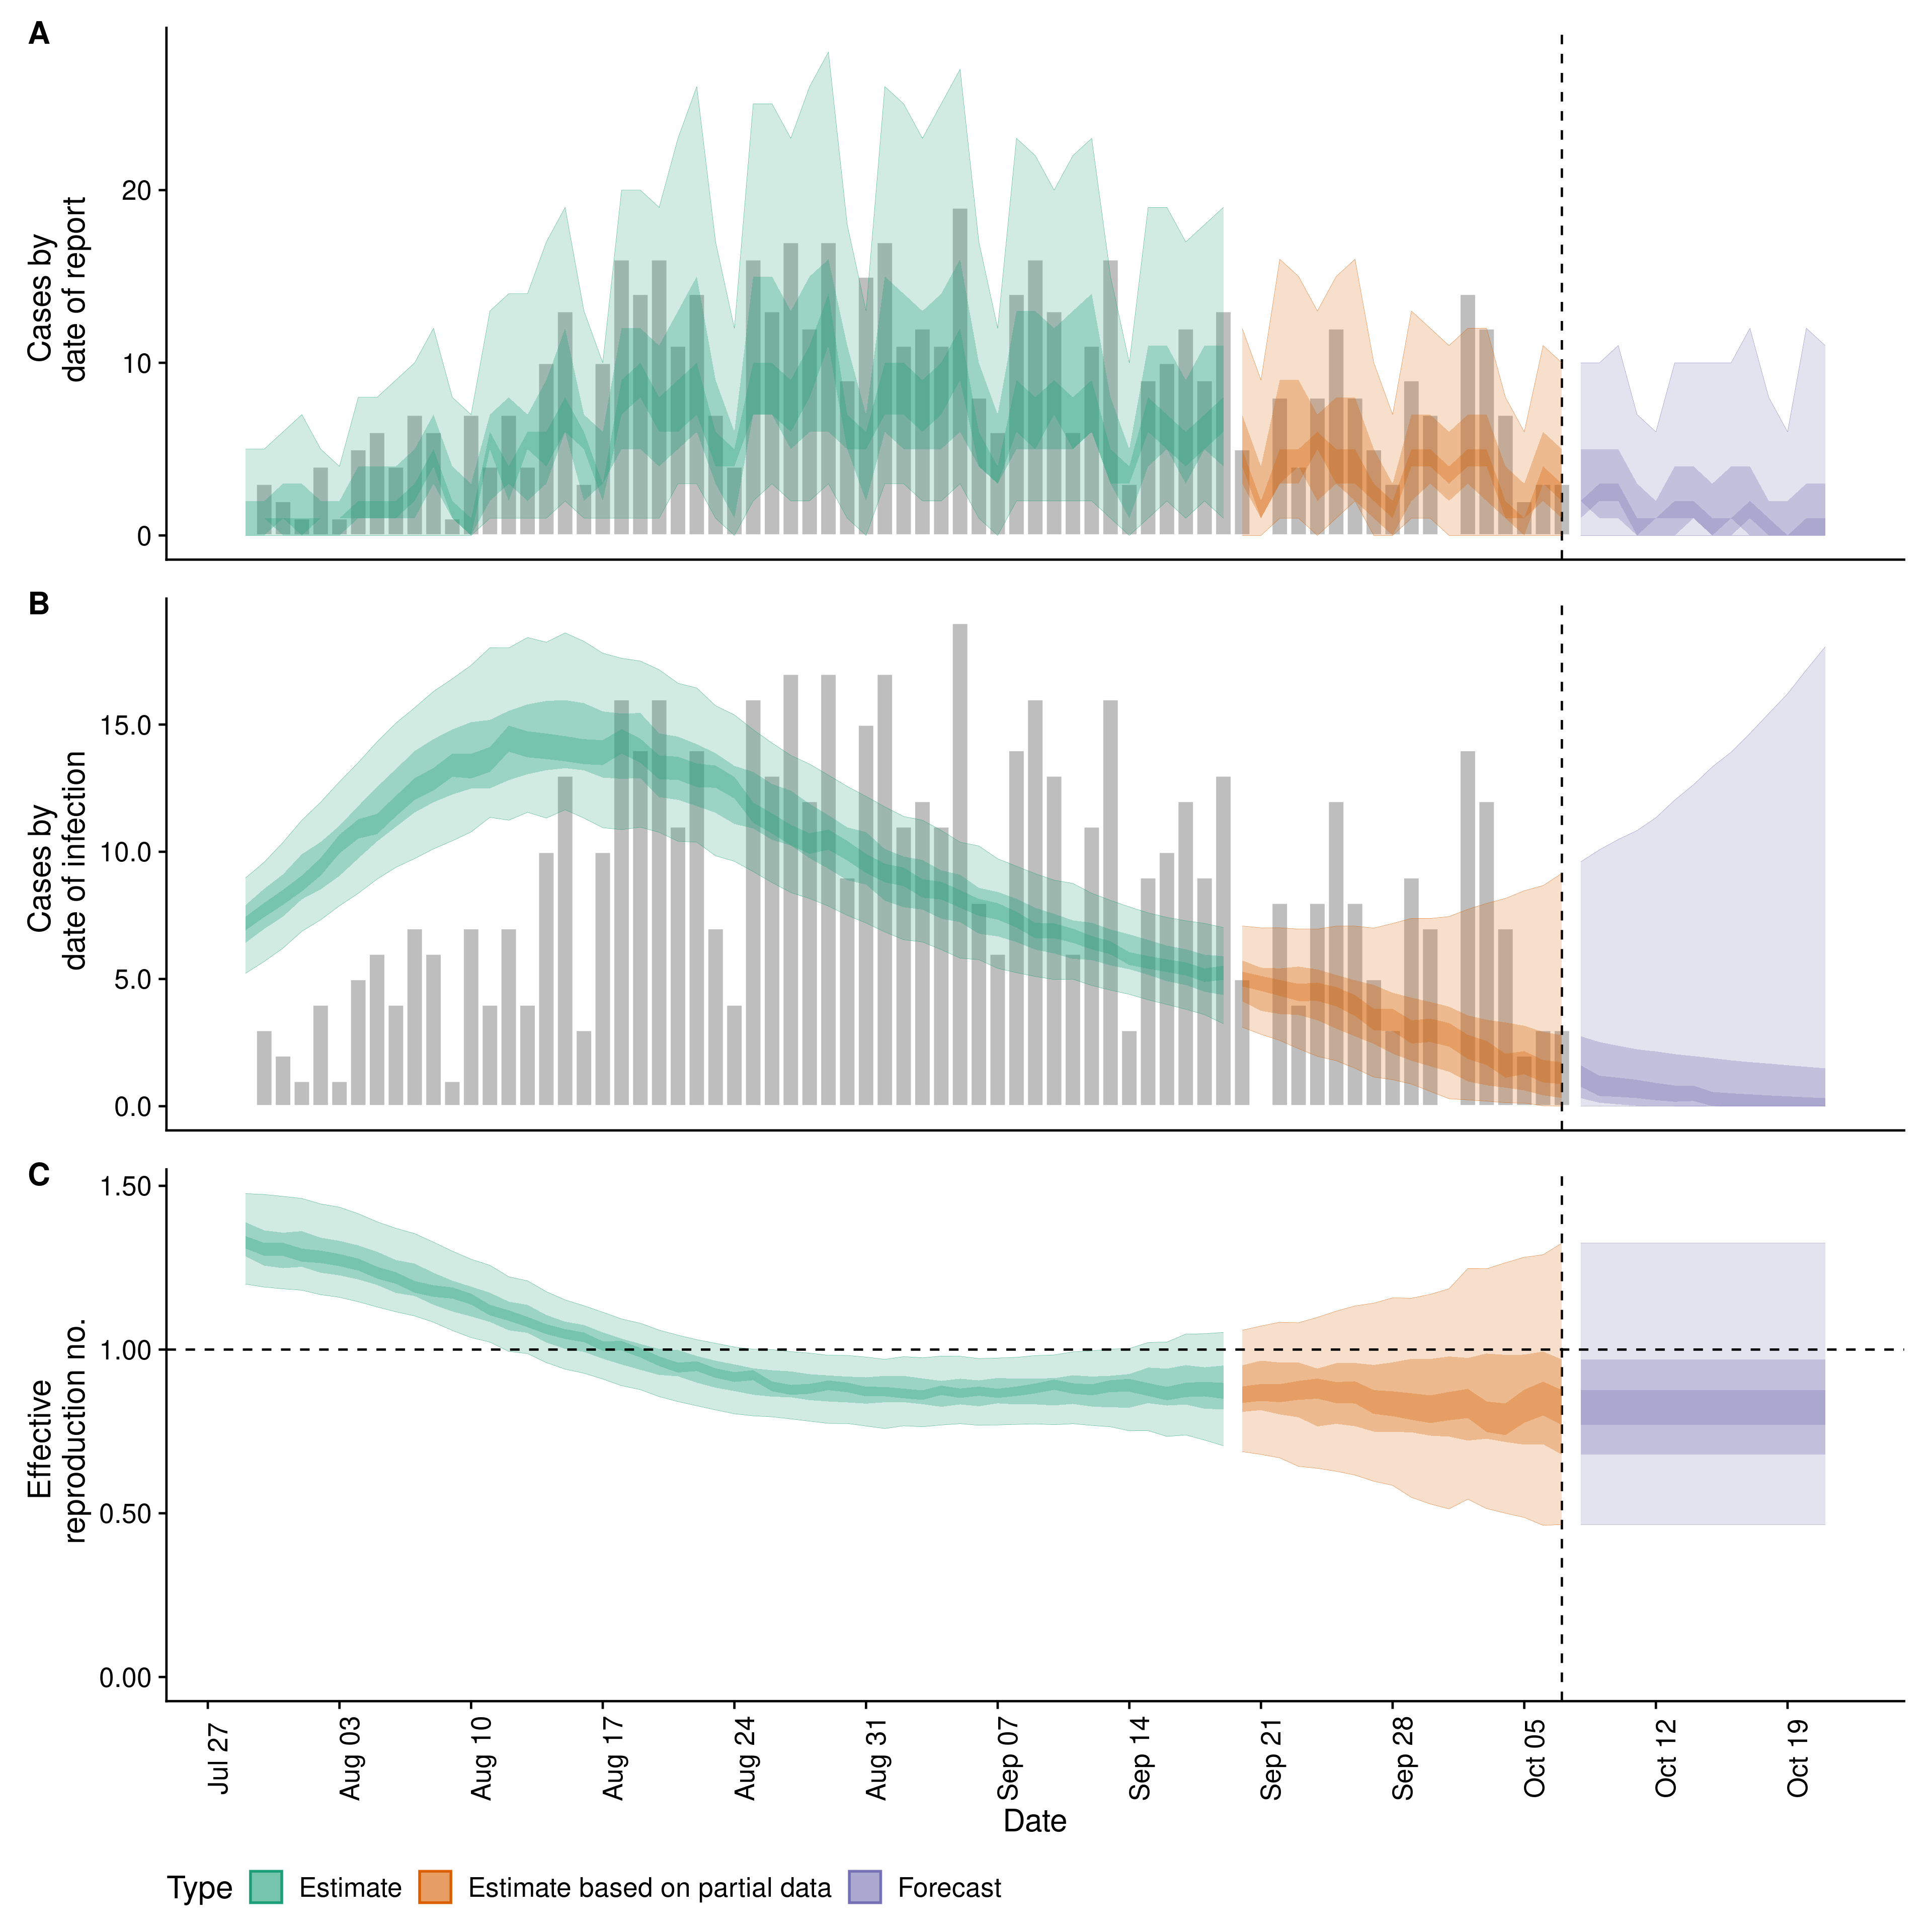 A
Cases by
date of report
20
10
0
B
Cases by
date of infection
15.0
10.0
5.0
0.0
C
Effective
reproduction no.
1.50
1.00
0.50
0.00
Jul 27
Aug 03
Aug 10
Aug 17
Aug 24
Aug 31
Sep 07
Sep 14
Sep 21
Sep 28
Oct 05
Oct 12
Oct 19
Date
Type Estimate Estimate based on partial data Forecast